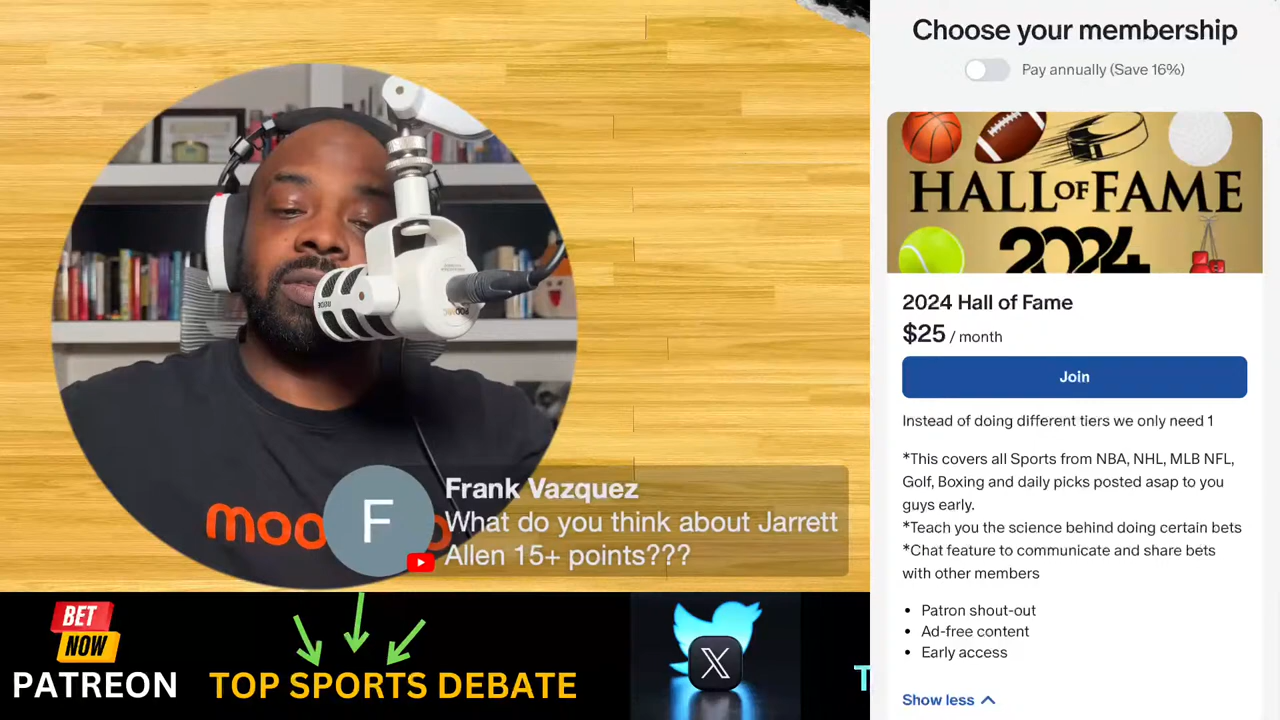 Choose your membership
Pay annually (Save 16%)
HALL OF FAME
2024
2024 Hall of Fame
$25 / month
Join
Instead of doing different tiers we only need 1
*This covers all Sports from NBA, NHL, MLB NFL,
Golf, Boxing and daily picks posted asap to you
guys early.
*Teach you the science behind doing certain bets
*Chat feature to communicate and share bets
with other members
Patron shout-out
Ad-free content
Early access
Show less
moo
F
Frank Vazquez
What do you think about Jarrett
Allen 15+ points???
BET
NOW
PATREON
TOP SPORTS DEBATE
X